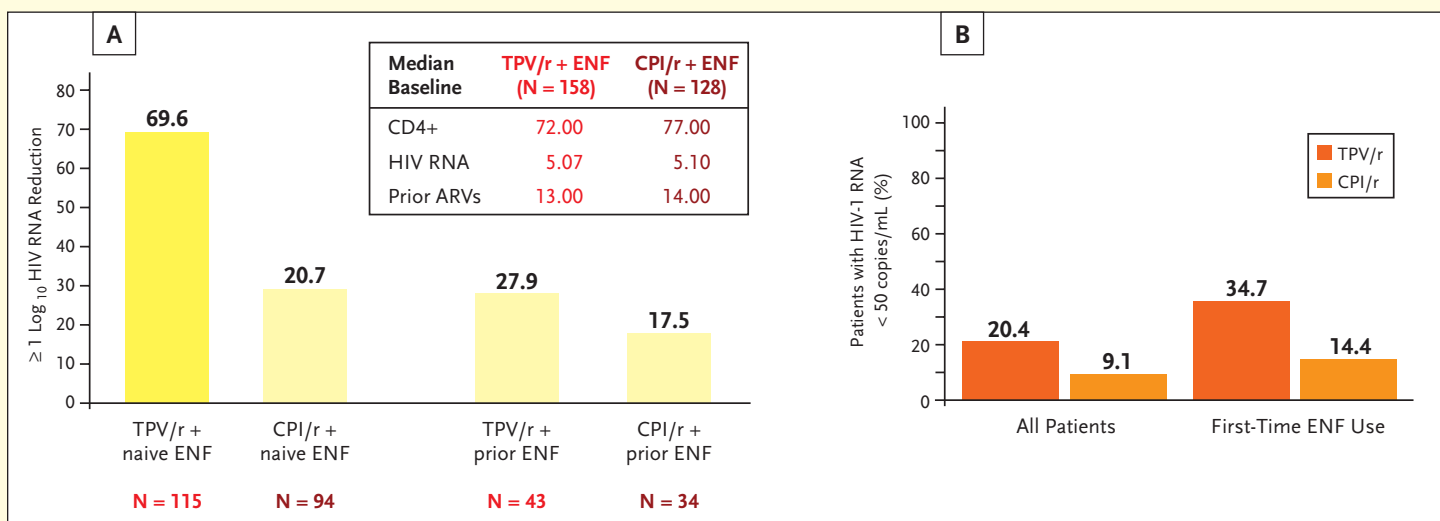 A
Median Baseline TPV/r + ENF (N = 158) CPI/r + ENF (N = 128)
CD4+ 72.00 77.00
HIV RNA 5.07 5.10
Prior ARVs 13.00 14.00
≥ 1 Log 10 HIV RNA Reduction
80
70
60
50
40
30
20
10
0
69.6
20.7
27.9
17.5
TPV/r + naive ENF
CPI/r + naive ENF
TPV/r + prior ENF
CPI/r + prior ENF
N = 115
N = 94
N = 43
N = 34
B
Patients with HIV-1 RNA
< 50 copies/mL (%)
100
80
60
40
20
0
TPV/r
CPI/r
20.4
9.1
34.7
14.4
All Patients
First-Time ENF Use